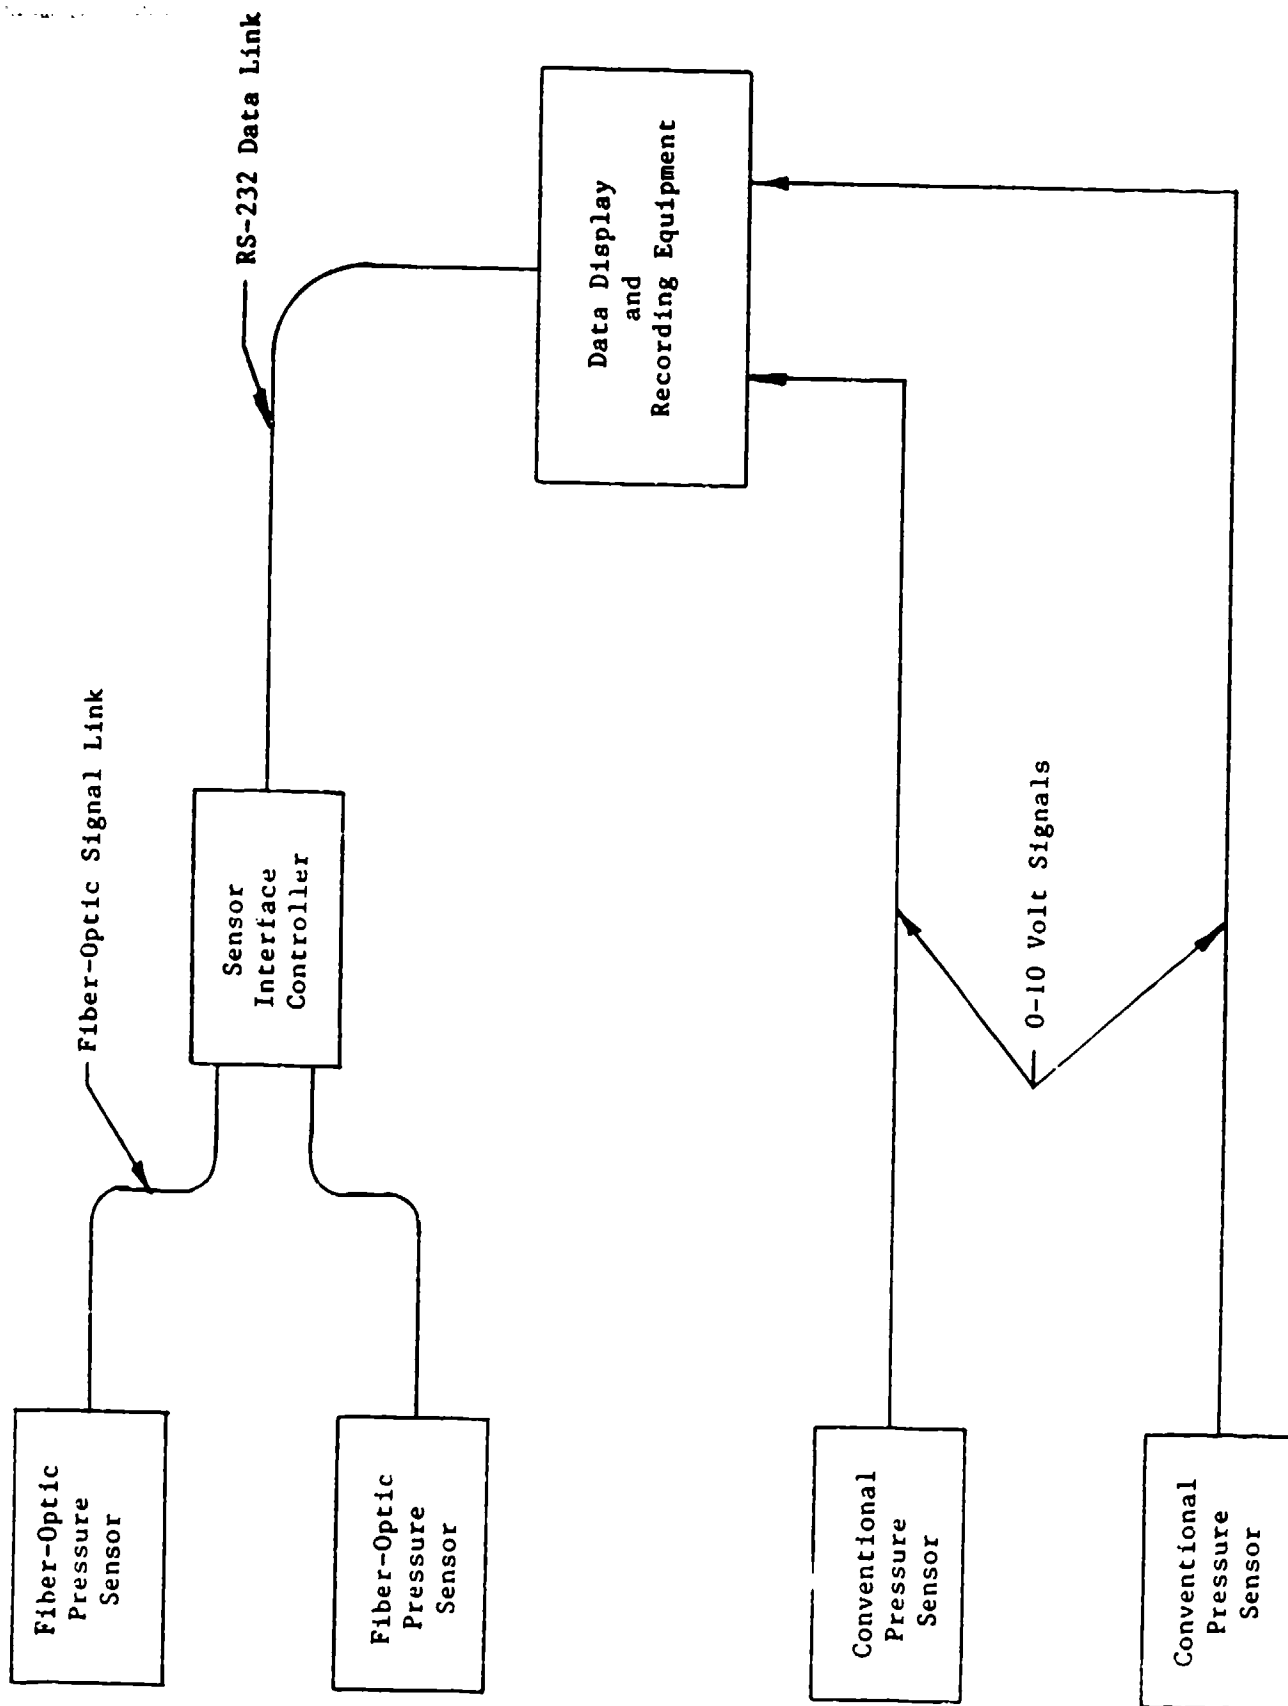 Fiber-Optic
Pressure
Sensor
Fiber-Optic Signal Link
Fiber-Optic
Pressure
Sensor
Sensor
Interface
Controller
RS-232 Data Link
Data Display
and
Recording Equipment
Conventional
Pressure
Sensor
0-10 Volt Signals
Conventional
Pressure
Sensor